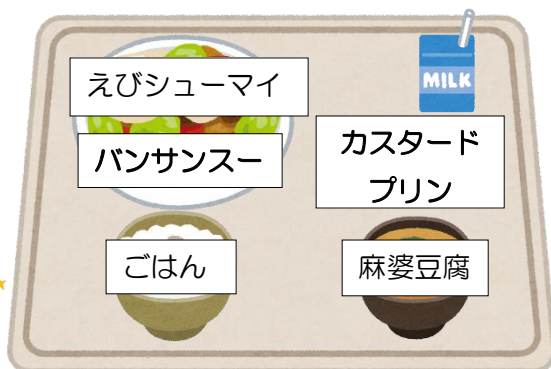 えびシューマイ
バンサンスー
MILK
カスタード
プリン
ごはん
麻婆豆腐